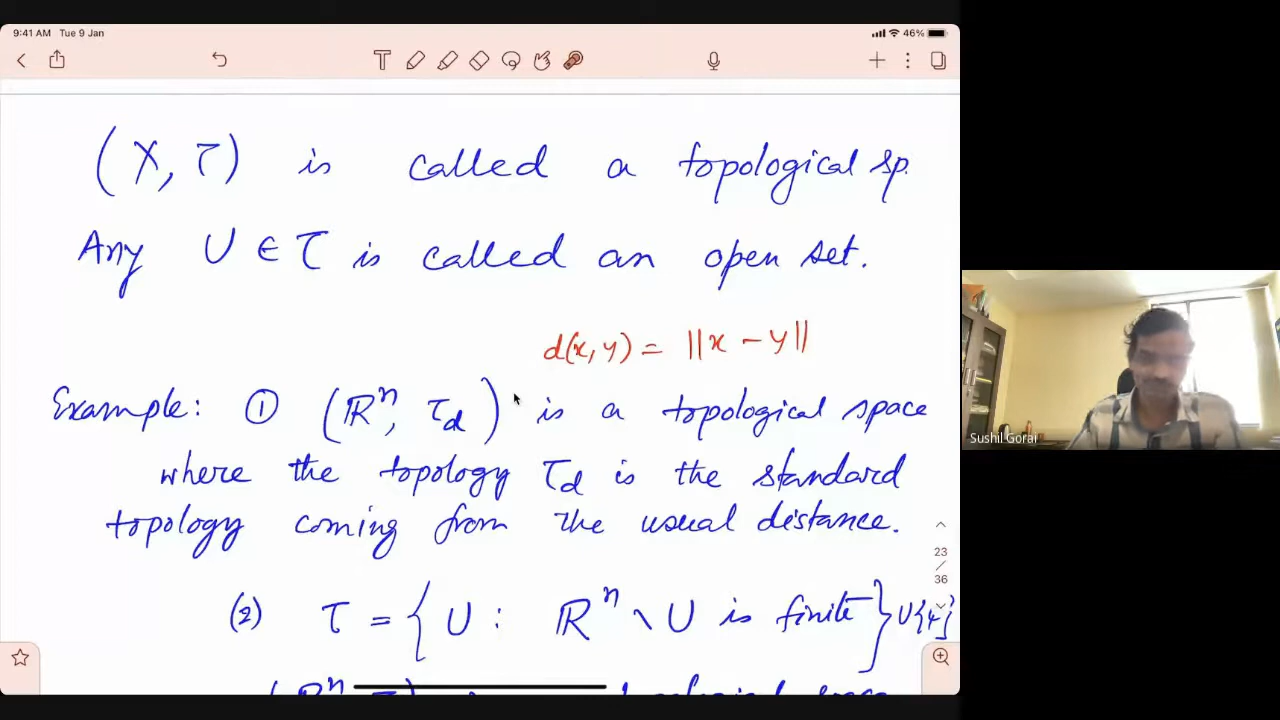 9:41 AM Tue 9 Jan
46%
(X, τ) is called a topological sp.
Any U ∈ τ is called an open set.
d(x, y) = ||x - y||
Example: ① (ℝⁿ, τ_d) is a topological space
where the topology τ_d is the standard
topology coming from the usual distance.
23
/
36
(2) τ = { U : ℝⁿ \ U is finite } ∪ {φ}
Sushil Gorai